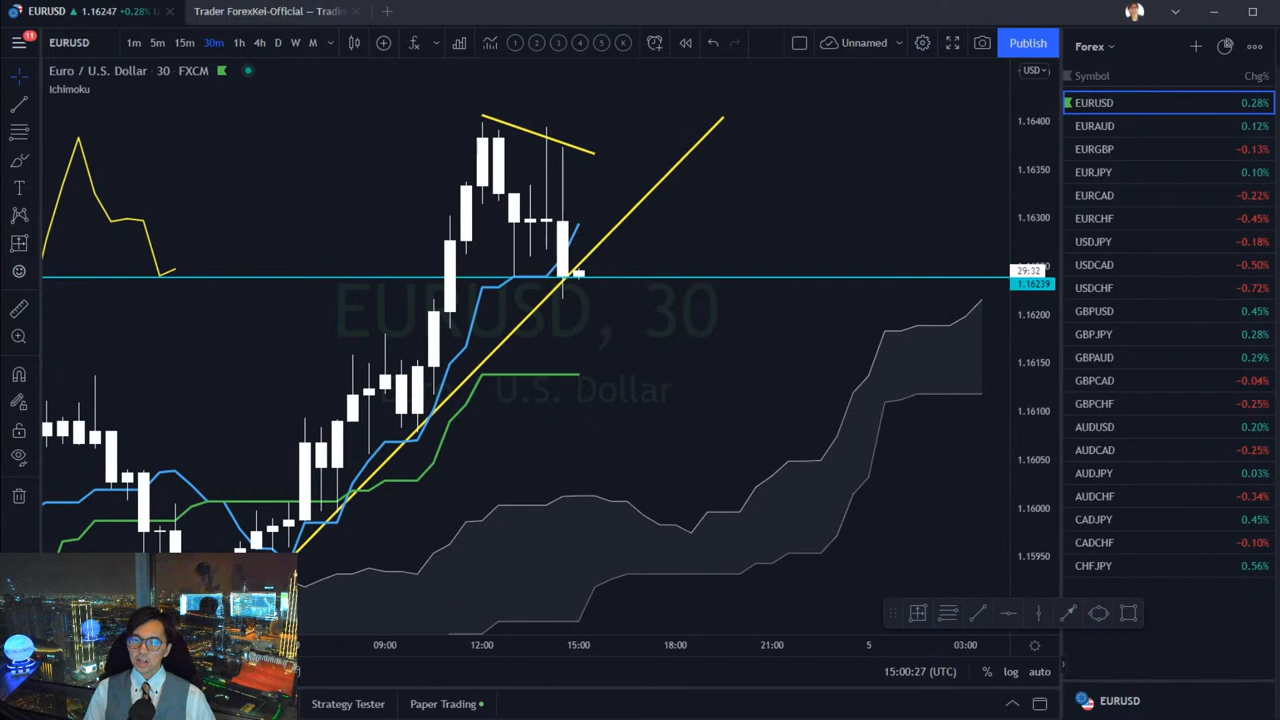 EURUSD ▲ 1.16247 +0.28%
Trader ForexKei-Official — Tradin
11
EURUSD
1m 5m 15m 30m 1h 4h D W M
1 2 3 4 5 K
Unnamed
Publish
Forex
Euro / U.S. Dollar · 30 · FXCM
Ichimoku
USD
Symbol Chg%
EURUSD 0.28%
EURAUD 0.12%
EURGBP −0.13%
EURJPY 0.10%
EURCAD −0.22%
EURCHF −0.45%
USDJPY −0.18%
USDCAD −0.50%
USDCHF −0.72%
GBPUSD 0.45%
GBPJPY 0.28%
GBPAUD 0.29%
GBPCAD −0.04%
GBPCHF −0.25%
AUDUSD 0.20%
AUDCAD −0.25%
AUDJPY 0.03%
AUDCHF −0.34%
CADJPY 0.45%
CADCHF −0.10%
CHFJPY 0.56%
1.16400
1.16350
1.16300
29:32
1.16239
1.16200
1.16150
1.16100
1.16050
1.16000
1.15950
EURUSD, 30
U.S. Dollar
09:00 12:00 15:00 18:00 21:00 5 03:00
15:00:27 (UTC) % log auto
Strategy Tester Paper Trading
EURUSD